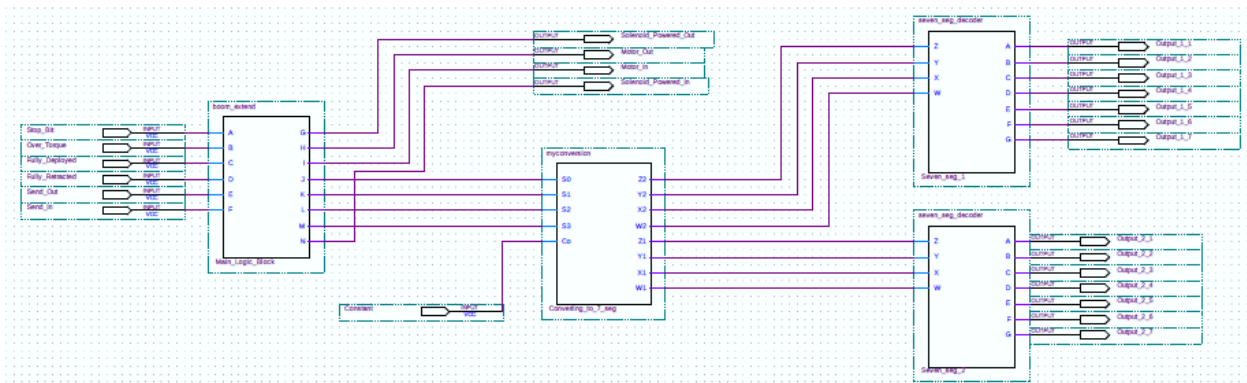 seven_seg_decoder
Z A
Y B
X C
W D
E
F
G
Seven_seg_1
OUTPUT Output_1_1
OUTPUT Output_1_2
OUTPUT Output_1_3
OUTPUT Output_1_4
OUTPUT Output_1_5
OUTPUT Output_1_6
OUTPUT Output_1_7
OUTPUT Solenoid_Powered_Out
OUTPUT Motor_Out
OUTPUT Motor_In
OUTPUT Solenoid_Powered_In
Stop_Bit INPUT VCC
Over_Torque INPUT VCC
Fully_Deployed INPUT VCC
Fully_Retracted INPUT VCC
Send_Out INPUT VCC
Send_In INPUT VCC
boom_extend
A G
B H
C I
D J
E K
F L
M
N
Main_Logic_Block
myconversion
S0 Z2
S1 Y2
S2 X2
S3 W2
Co Z1
Y1
X1
W1
Converting_to_7_seg
Constant INPUT VCC
seven_seg_decoder
Z A
Y B
X C
W D
E
F
G
Seven_seg_2
OUTPUT Output_2_1
OUTPUT Output_2_2
OUTPUT Output_2_3
OUTPUT Output_2_4
OUTPUT Output_2_5
OUTPUT Output_2_6
OUTPUT Output_2_7